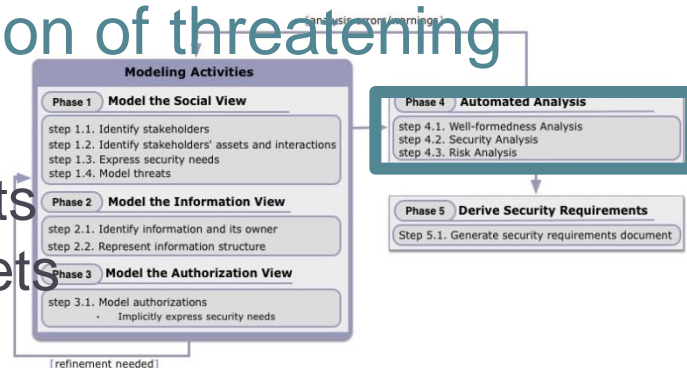 on of threatening
[analysis errors/warnings]
Modeling Activities
Phase 1 Model the Social View
step 1.1. Identify stakeholders
step 1.2. Identify stakeholders' assets and interactions
step 1.3. Express security needs
step 1.4. Model threats
ts
Phase 2 Model the Information View
step 2.1. Identify information and its owner
step 2.2. Represent information structure
ets
Phase 3 Model the Authorization View
step 3.1. Model authorizations
- Implicitly express security needs
[refinement needed]
Phase 4 Automated Analysis
step 4.1. Well-formedness Analysis
step 4.2. Security Analysis
step 4.3. Risk Analysis
Phase 5 Derive Security Requirements
Step 5.1. Generate security requirements document